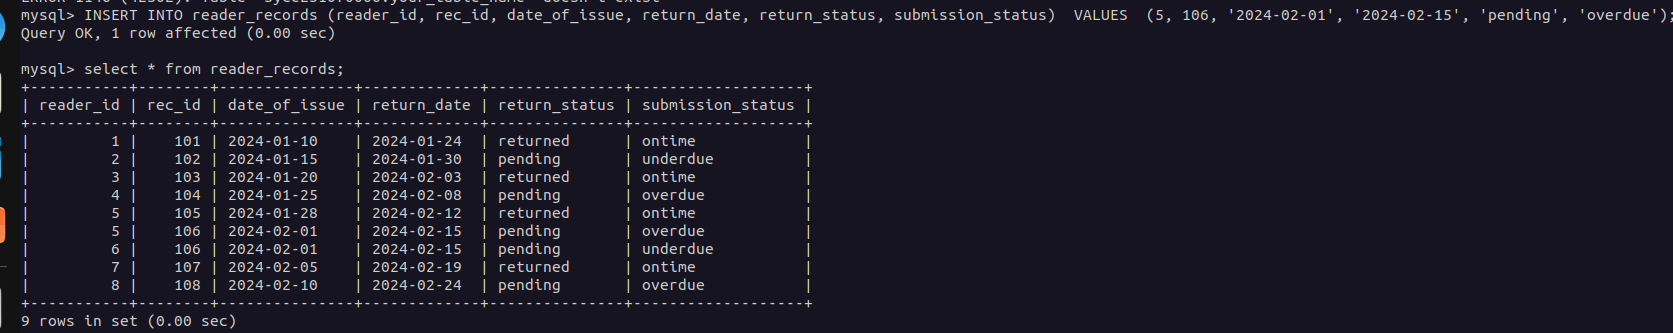 mysql> INSERT INTO reader_records (reader_id, rec_id, date_of_issue, return_date, return_status, submission_status)  VALUES  (5, 106, '2024-02-01', '2024-02-15', 'pending', 'overdue');
Query OK, 1 row affected (0.00 sec)
mysql> select * from reader_records;
+-----------+--------+---------------+-------------+---------------+-------------------+
| reader_id | rec_id | date_of_issue | return_date | return_status | submission_status |
+-----------+--------+---------------+-------------+---------------+-------------------+
|         1 |    101 | 2024-01-10    | 2024-01-24  | returned      | ontime            |
|         2 |    102 | 2024-01-15    | 2024-01-30  | pending       | underdue          |
|         3 |    103 | 2024-01-20    | 2024-02-03  | returned      | ontime            |
|         4 |    104 | 2024-01-25    | 2024-02-08  | pending       | overdue           |
|         5 |    105 | 2024-01-28    | 2024-02-12  | returned      | ontime            |
|         5 |    106 | 2024-02-01    | 2024-02-15  | pending       | overdue           |
|         6 |    106 | 2024-02-01    | 2024-02-15  | pending       | underdue          |
|         7 |    107 | 2024-02-05    | 2024-02-19  | returned      | ontime            |
|         8 |    108 | 2024-02-10    | 2024-02-24  | pending       | overdue           |
+-----------+--------+---------------+-------------+---------------+-------------------+
9 rows in set (0.00 sec)